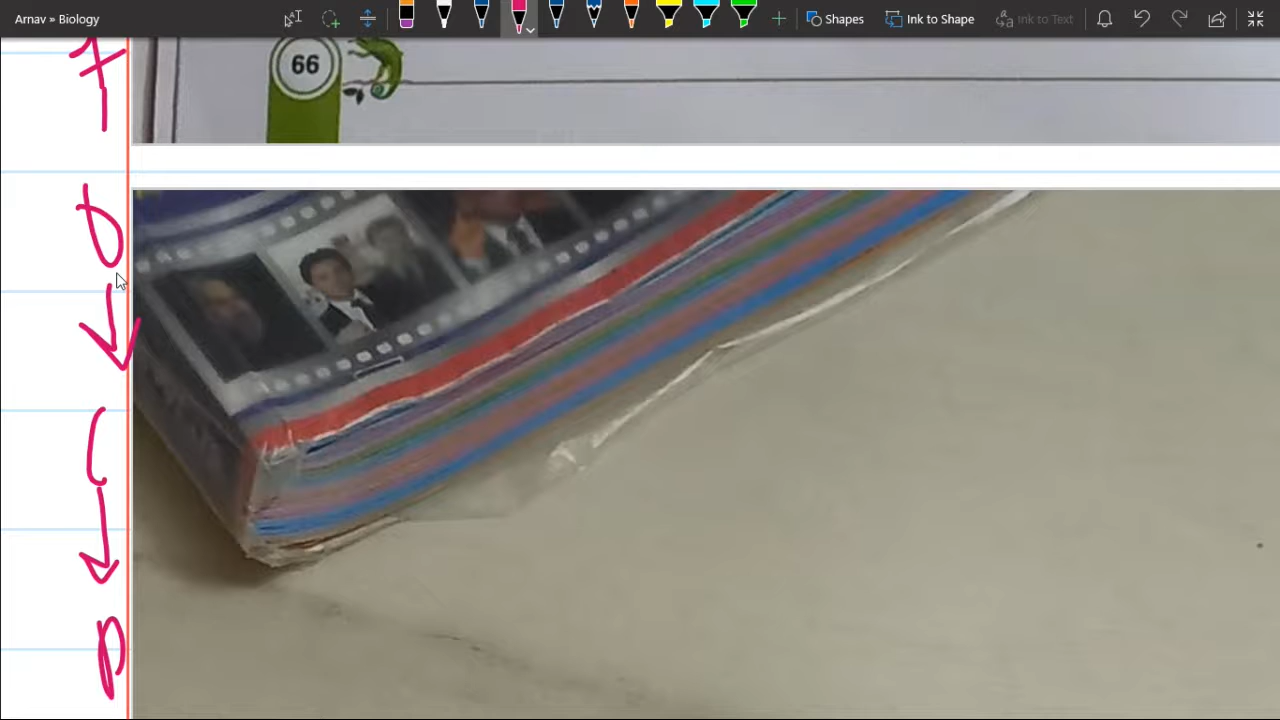 Arnav » Biology
Shapes
Ink to Shape
Ink to Text
66